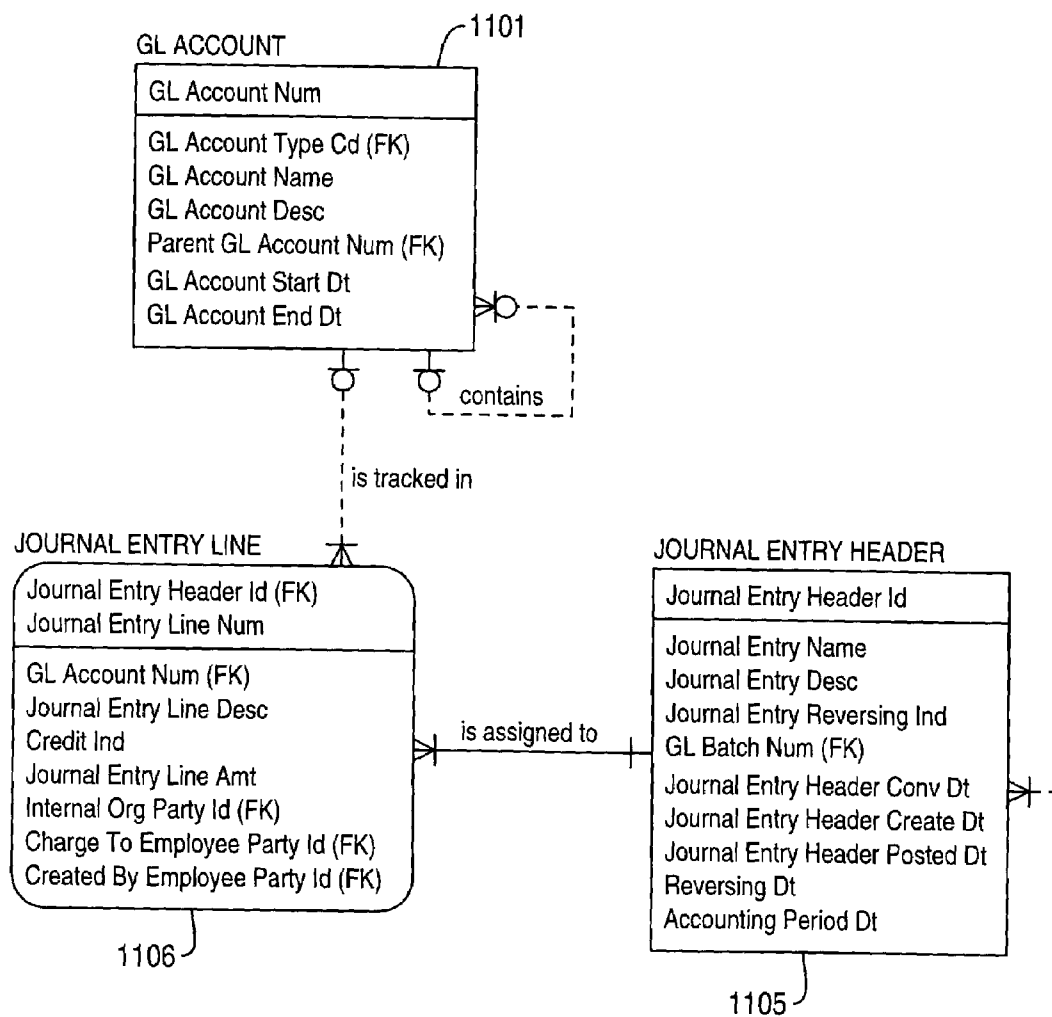 1101
GL ACCOUNT
GL Account Num
GL Account Type Cd (FK)
GL Account Name
GL Account Desc
Parent GL Account Num (FK)
GL Account Start Dt
GL Account End Dt
contains
is tracked in
JOURNAL ENTRY LINE
Journal Entry Header Id (FK)
Journal Entry Line Num
GL Account Num (FK)
Journal Entry Line Desc
Credit Ind
Journal Entry Line Amt
Internal Org Party Id (FK)
Charge To Employee Party Id (FK)
Created By Employee Party Id (FK)
1106
is assigned to
JOURNAL ENTRY HEADER
Journal Entry Header Id
Journal Entry Name
Journal Entry Desc
Journal Entry Reversing Ind
GL Batch Num (FK)
Journal Entry Header Conv Dt
Journal Entry Header Create Dt
Journal Entry Header Posted Dt
Reversing Dt
Accounting Period Dt
1105